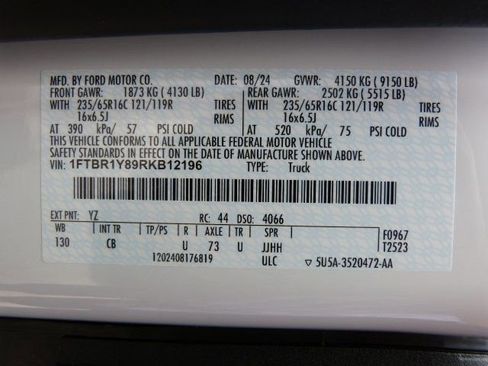 MFD. BY FORD MOTOR CO. DATE: 08/24 GVWR: 4150 KG ( 9150 LB)
FRONT GAWR: 1873 KG ( 4130 LB) REAR GAWR: 2502 KG ( 5515 LB)
WITH 235/65R16C 121/119R TIRES WITH 235/65R16C 121/119R TIRES
16x6.5J RIMS 16x6.5J RIMS
AT 390 kPa/ 57 PSI COLD AT 520 kPa/ 75 PSI COLD
THIS VEHICLE CONFORMS TO ALL APPLICABLE FEDERAL MOTOR VEHICLE
SAFETY STANDARDS IN EFFECT ON THE DATE OF MANUFACTURE SHOWN ABOVE.
VIN: 1FTBR1Y89RKB12196 TYPE: Truck
EXT PNT: YZ RC: 44 DSO: 4066
WB INT TR TP/PS R AXLE TR SPR F0967
130 CB U 73 U JJHH T2523
1202408176819 ULC ▽ 5U5A-3520472-AA